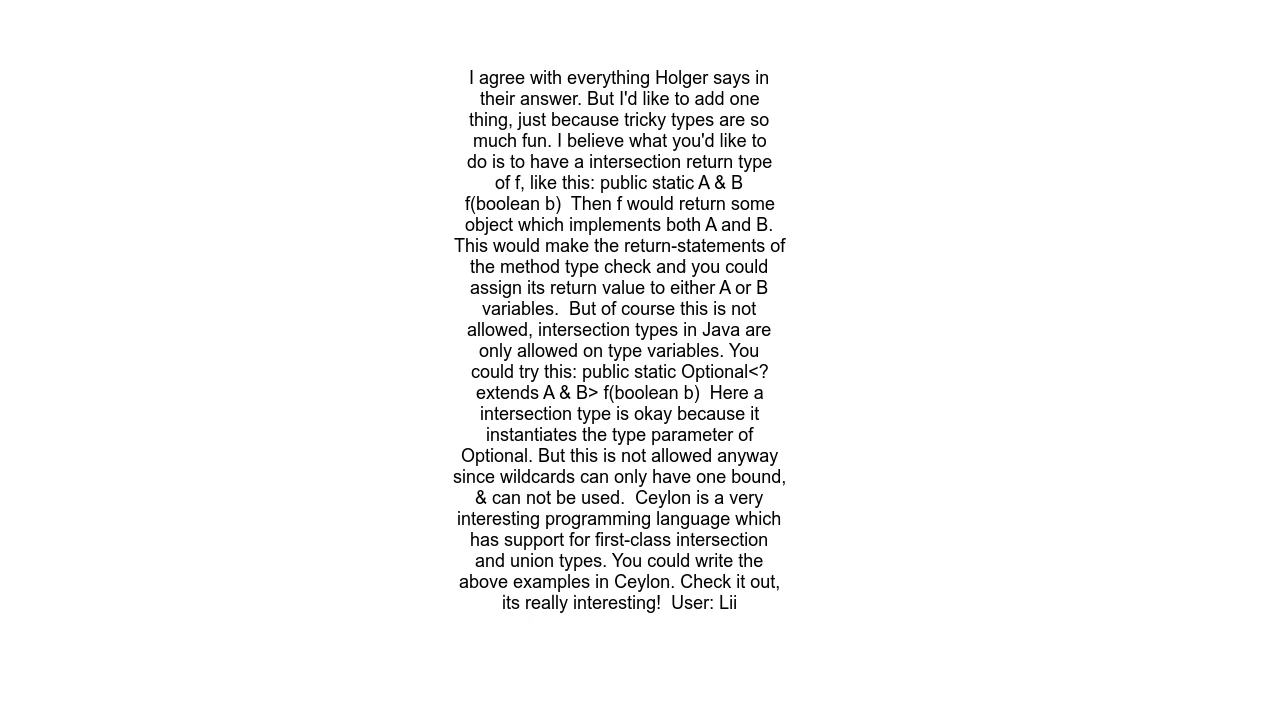 I agree with everything Holger says in
their answer. But I'd like to add one
thing, just because tricky types are so
much fun. I believe what you'd like to
do is to have a intersection return type
of f, like this: public static A & B
f(boolean b)  Then f would return some
object which implements both A and B.
This would make the return-statements of
the method type check and you could
assign its return value to either A or B
variables.  But of course this is not
allowed, intersection types in Java are
only allowed on type variables. You
could try this: public static Optional<?
extends A & B> f(boolean b)  Here a
intersection type is okay because it
instantiates the type parameter of
Optional. But this is not allowed anyway
since wildcards can only have one bound,
& can not be used.  Ceylon is a very
interesting programming language which
has support for first-class intersection
and union types. You could write the
above examples in Ceylon. Check it out,
its really interesting!  User: Lii